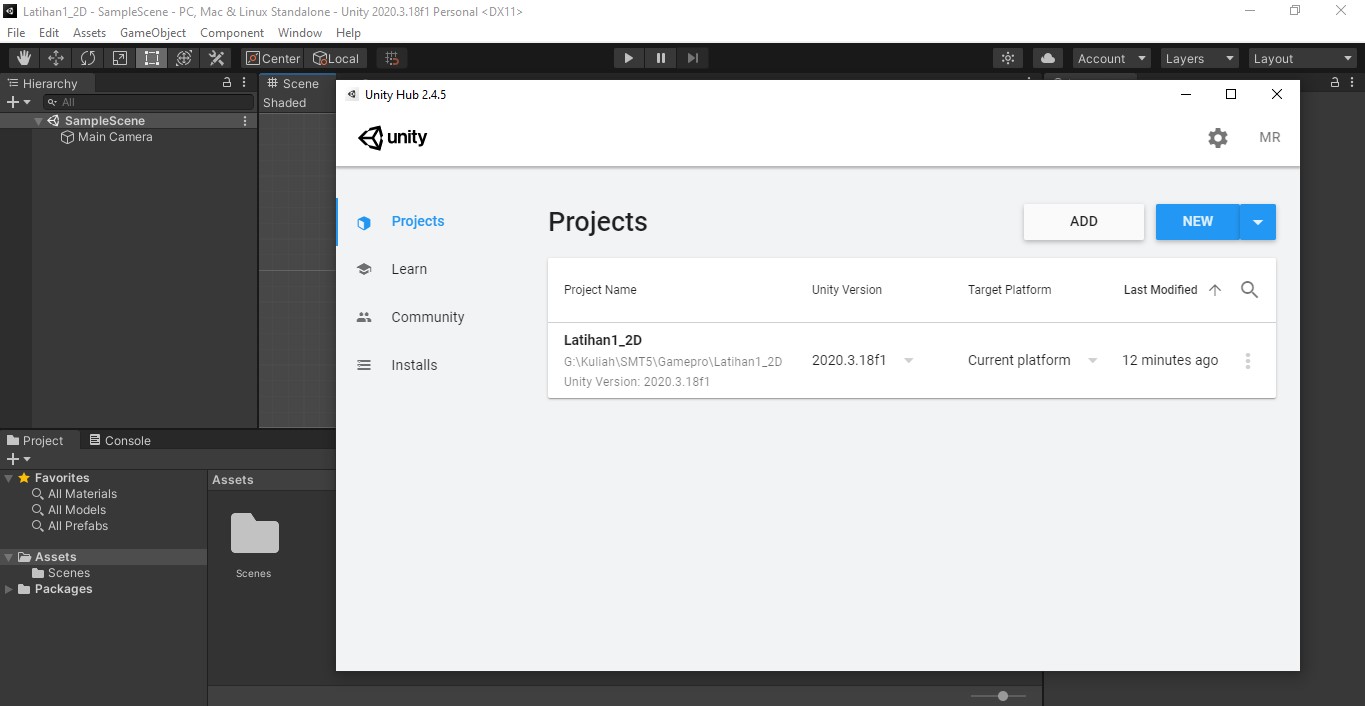 Latihan1_2D - SampleScene - PC, Mac & Linux Standalone - Unity 2020.3.18f1 Personal <DX11>
File Edit Assets GameObject Component Window Help
Center Local Account Layers Layout
Hierarchy
All
SampleScene
Main Camera
Scene
Shaded
Unity Hub 2.4.5
unity
MR
Projects
Learn
Community
Installs
Projects
ADD NEW
Project Name Unity Version Target Platform Last Modified
Latihan1_2D
G:\Kuliah\SMT5\Gamepro\Latihan1_2D 2020.3.18f1 Current platform 12 minutes ago
Unity Version: 2020.3.18f1
Project Console
Favorites
All Materials
All Models
All Prefabs
Assets
Scenes
Packages
Assets
Scenes